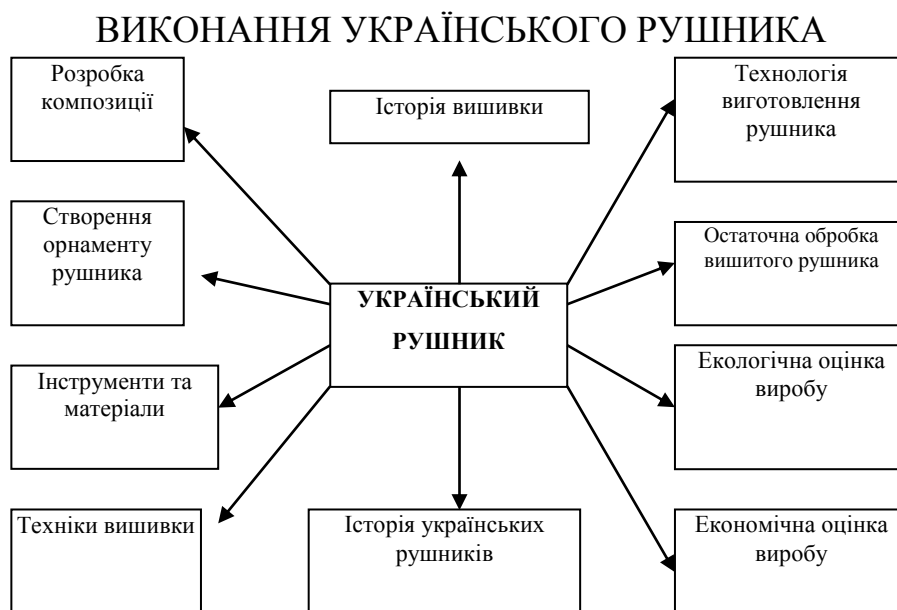 ВИКОНАННЯ УКРАЇНСЬКОГО РУШНИКА
Розробка
композиції
Історія вишивки
Технологія
виготовлення
рушника
Створення
орнаменту
рушника
Остаточна обробка
вишитого рушника
УКРАЇНСЬКИЙ
РУШНИК
Інструменти та
матеріали
Екологічна оцінка
виробу
Техніки вишивки
Історія українських
рушників
Економічна оцінка
виробу